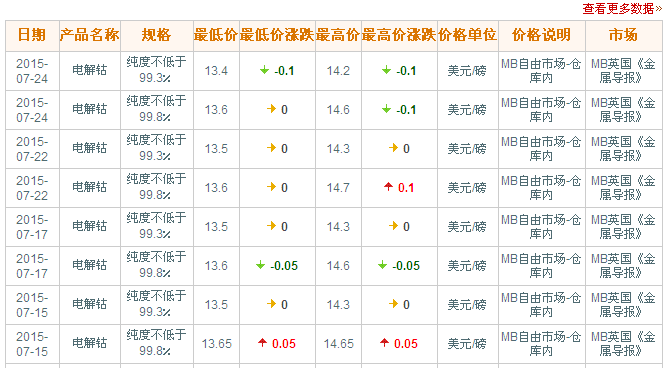 查看更多数据»
日期 产品名称 规格 最低价 最低价涨跌 最高价 最高价涨跌 价格单位 价格说明 市场
2015-07-24 电解钴 纯度不低于99.3% 13.4 -0.1 14.2 -0.1 美元/磅 MB自由市场-仓库内 MB英国《金属导报》
2015-07-24 电解钴 纯度不低于99.8% 13.6 0 14.6 -0.1 美元/磅 MB自由市场-仓库内 MB英国《金属导报》
2015-07-22 电解钴 纯度不低于99.3% 13.5 0 14.3 0 美元/磅 MB自由市场-仓库内 MB英国《金属导报》
2015-07-22 电解钴 纯度不低于99.8% 13.6 0 14.7 0.1 美元/磅 MB自由市场-仓库内 MB英国《金属导报》
2015-07-17 电解钴 纯度不低于99.3% 13.5 0 14.3 0 美元/磅 MB自由市场-仓库内 MB英国《金属导报》
2015-07-17 电解钴 纯度不低于99.8% 13.6 -0.05 14.6 -0.05 美元/磅 MB自由市场-仓库内 MB英国《金属导报》
2015-07-15 电解钴 纯度不低于99.3% 13.5 0 14.3 0 美元/磅 MB自由市场-仓库内 MB英国《金属导报》
2015-07-15 电解钴 纯度不低于99.8% 13.65 0.05 14.65 0.05 美元/磅 MB自由市场-仓库内 MB英国《金属导报》